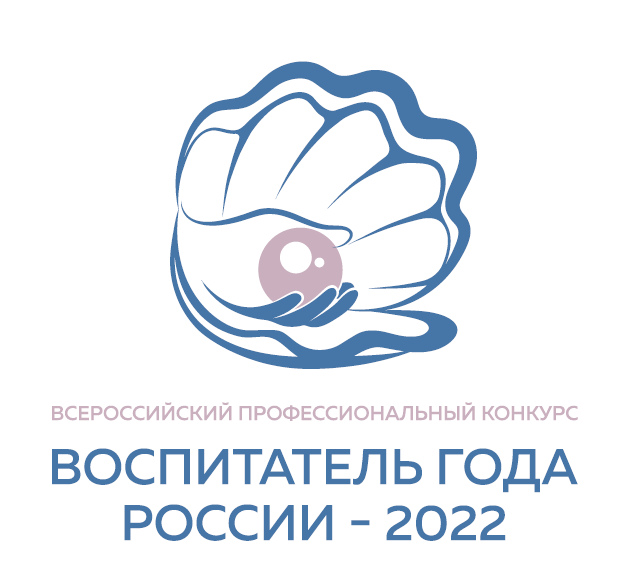 ВСЕРОССИЙСКИЙ ПРОФЕССИОНАЛЬНЫЙ КОНКУРС
ВОСПИТАТЕЛЬ ГОДА
РОССИИ - 2022